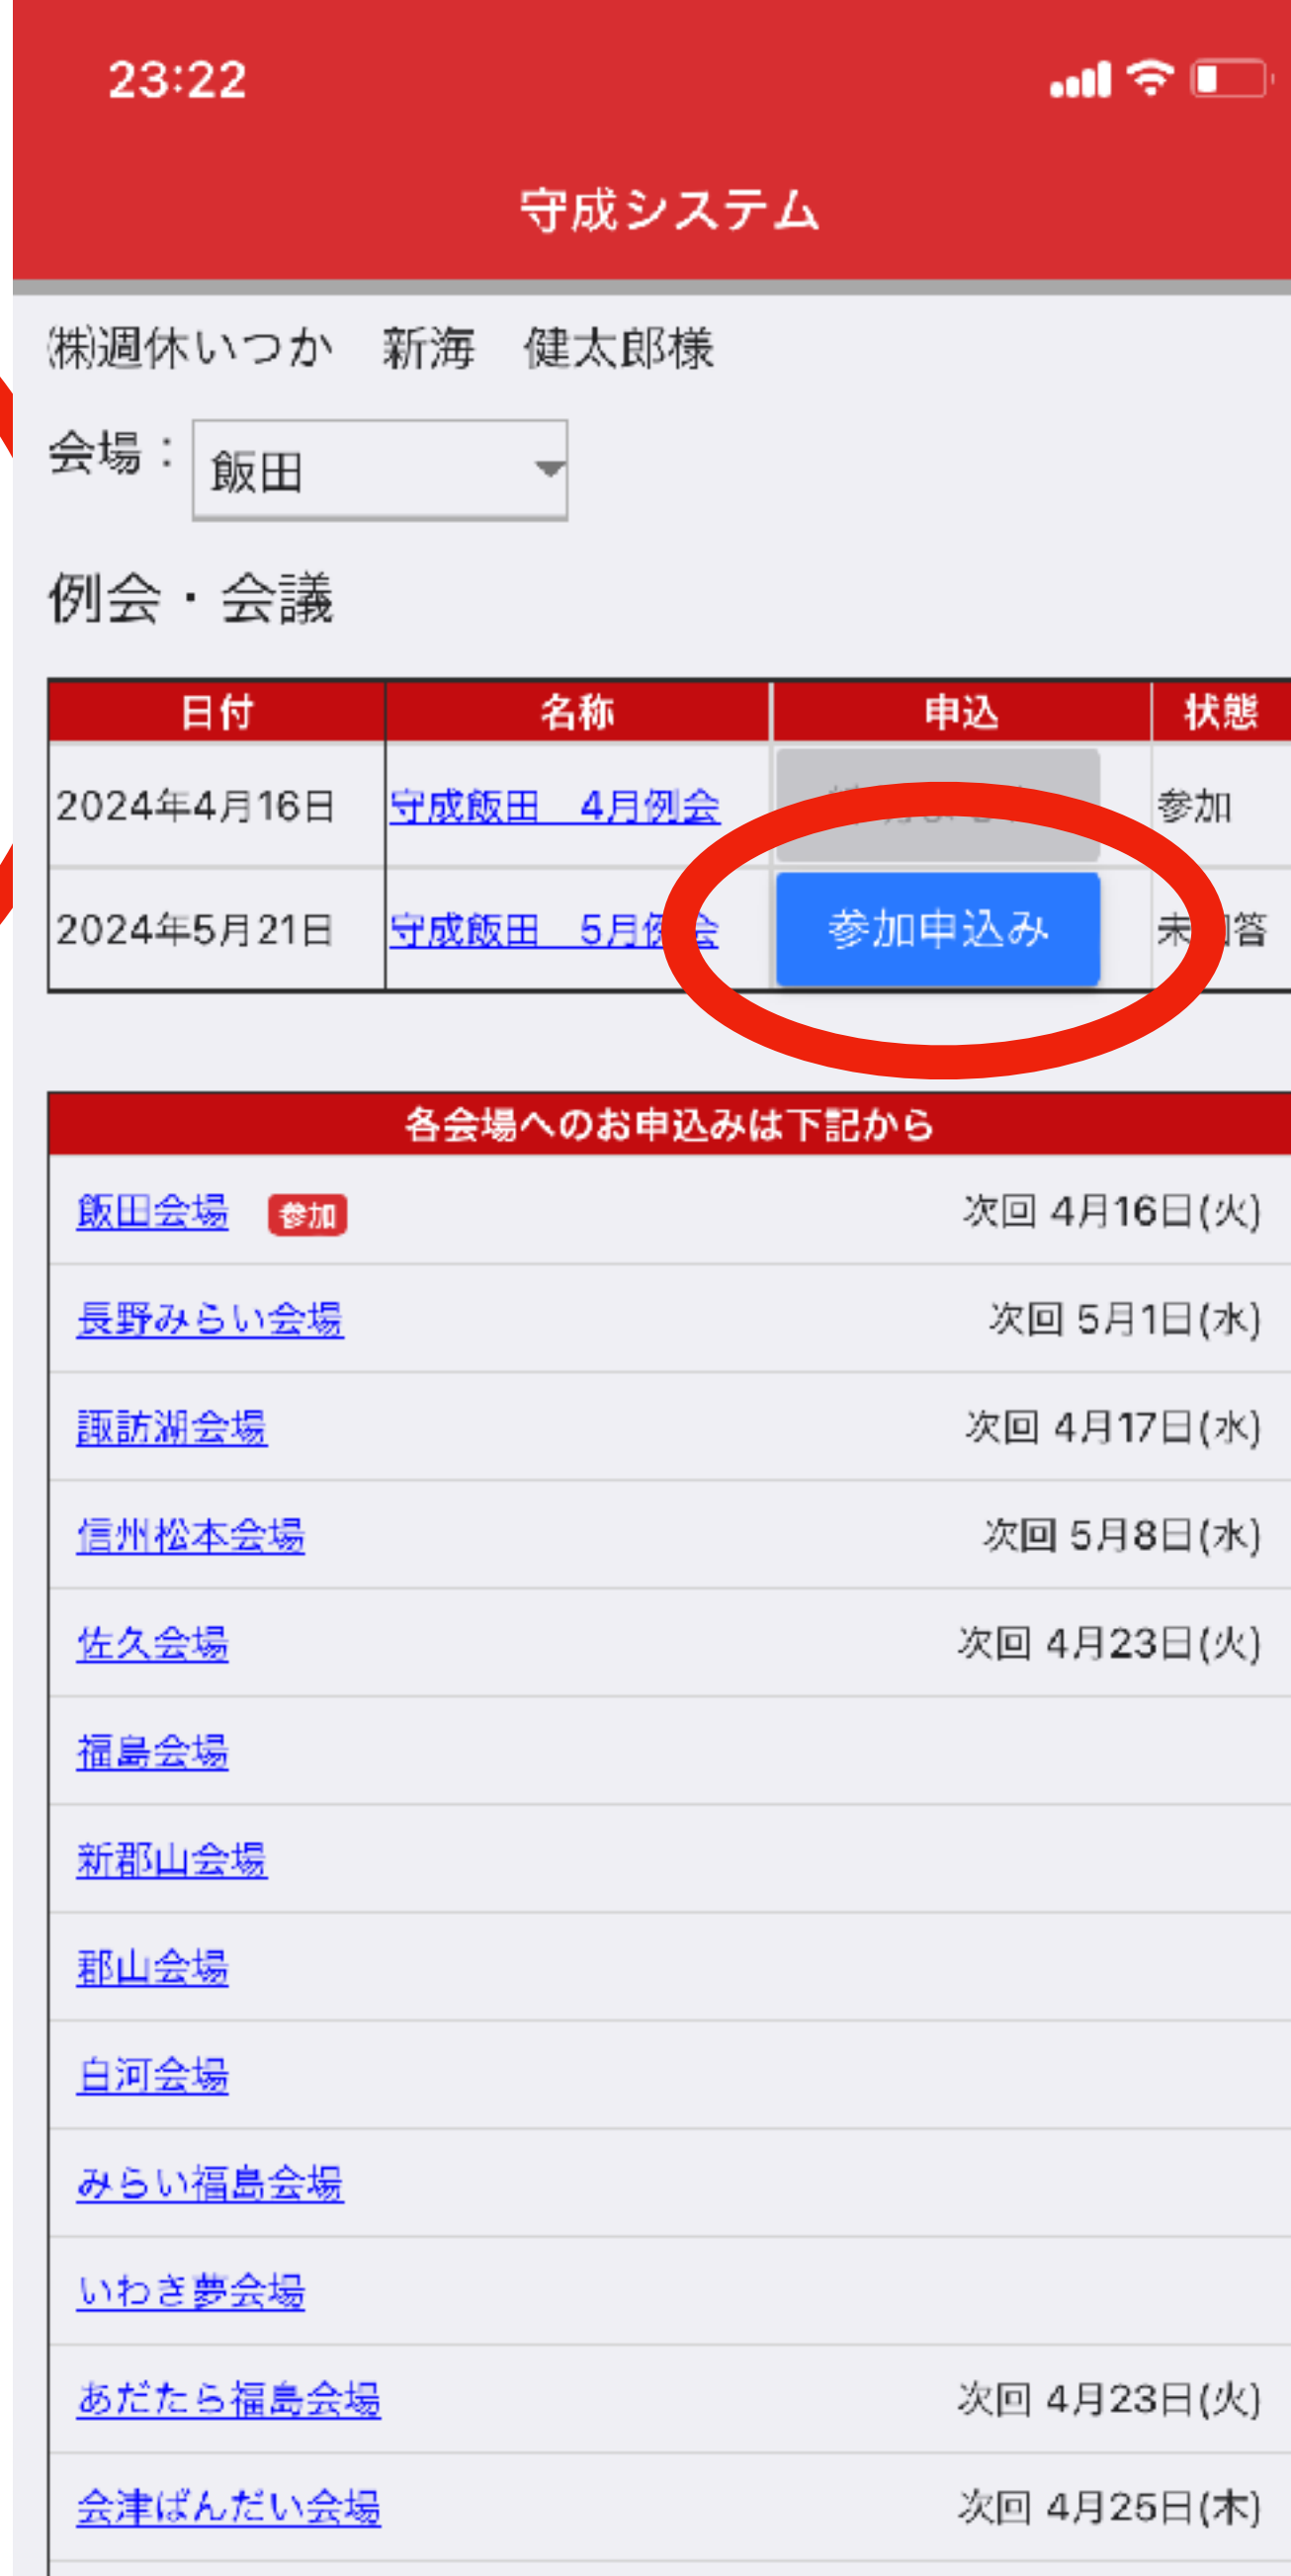 23:22
守成システム
㈱週休いつか　新海　健太郎様
会場： 飯田
例会・会議
日付 名称 申込 状態
2024年4月16日 守成飯田　4月例会 参加
2024年5月21日 守成飯田　5月例会 参加申込み 未回答
各会場へのお申込みは下記から
飯田会場 参加 次回 4月16日(火)
長野みらい会場 次回 5月1日(水)
諏訪湖会場 次回 4月17日(水)
信州松本会場 次回 5月8日(水)
佐久会場 次回 4月23日(火)
福島会場
新郡山会場
郡山会場
白河会場
みらい福島会場
いわき夢会場
あだたら福島会場 次回 4月23日(火)
会津ばんだい会場 次回 4月25日(木)